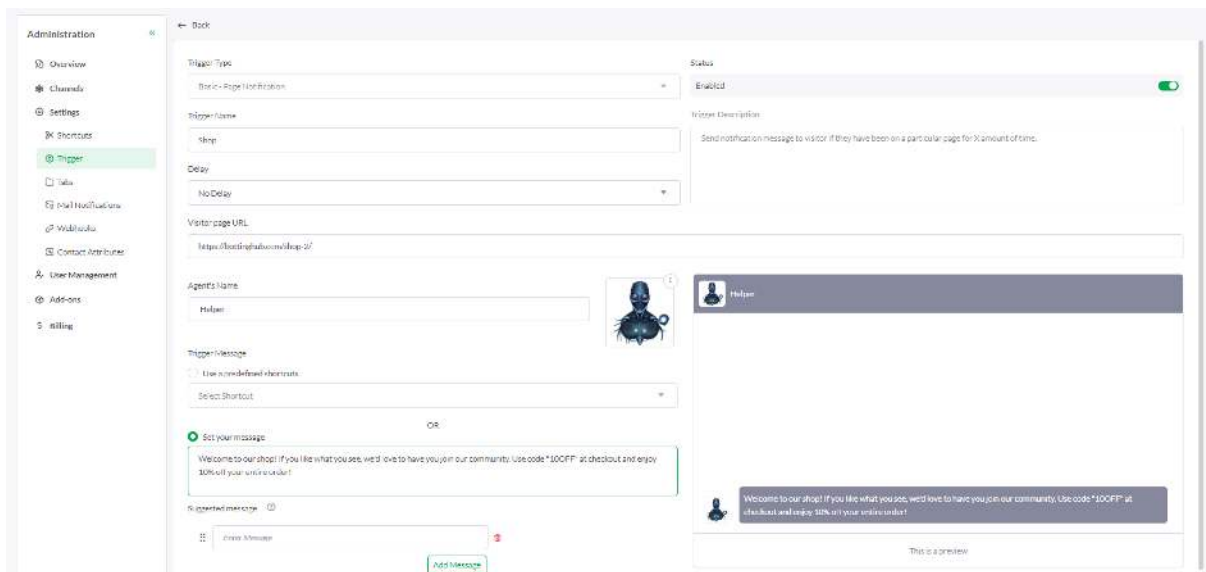 Administration «
← Back
Overview
Channels
Settings
Shortcuts
Trigger
Tabs
Mail Notifications
Webhooks
Contact Attributes
User Management
Add-ons
$ Billing
Trigger Type
Basic - Page Notification
Status
Enabled
Trigger Name
Shop
Trigger Description
Send notification message to visitor if they have been on a particular page for X amount of time.
Delay
No Delay
Visitor page URL
https://bottinghub.com/shop-2/
Agent's Name
Helper
Trigger Message
Use a predefined shortcuts
Select Shortcut
OR
Set your message
Welcome to our shop! If you like what you see, we'd love to have you join our community. Use code "10OFF" at checkout and enjoy
10% off your entire order!
Suggested message
Enter Message
Add Message
Helper
Welcome to our shop! If you like what you see, we'd love to have you join our community. Use code "10OFF" at
checkout and enjoy 10% off your entire order!
This is a preview